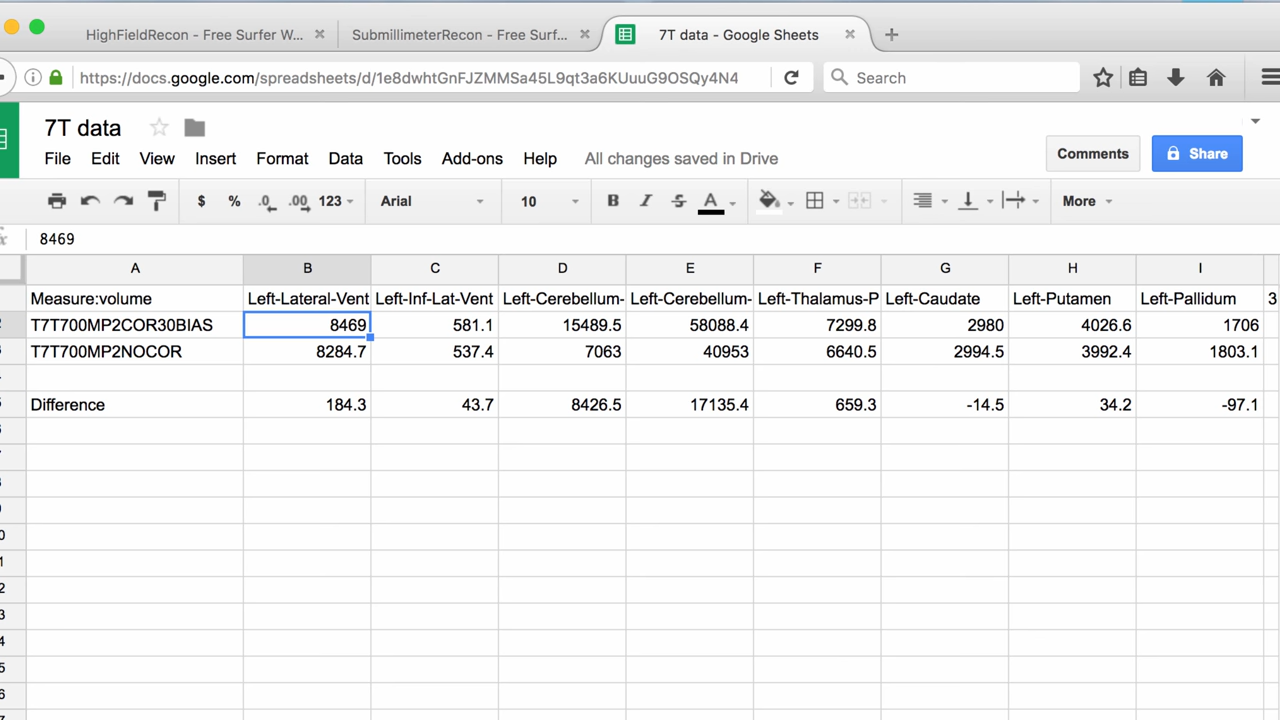 HighFieldRecon - Free Surfer W...
SubmillimeterRecon - Free Surf...
7T data - Google Sheets
https://docs.google.com/spreadsheets/d/1e8dwhtGnFJZMMSa45L9qt3a6KUuuG9OSQy4N4
Search
7T data
File Edit View Insert Format Data Tools Add-ons Help All changes saved in Drive
Comments Share
$ % .0 .00 123 Arial 10 B I S A More
8469
A B C D E F G H I
Measure:volume Left-Lateral-Vent Left-Inf-Lat-Vent Left-Cerebellum- Left-Cerebellum- Left-Thalamus-P Left-Caudate Left-Putamen Left-Pallidum 3
2 T7T700MP2COR30BIAS 8469 581.1 15489.5 58088.4 7299.8 2980 4026.6 1706
T7T700MP2NOCOR 8284.7 537.4 7063 40953 6640.5 2994.5 3992.4 1803.1
Difference 184.3 43.7 8426.5 17135.4 659.3 -14.5 34.2 -97.1